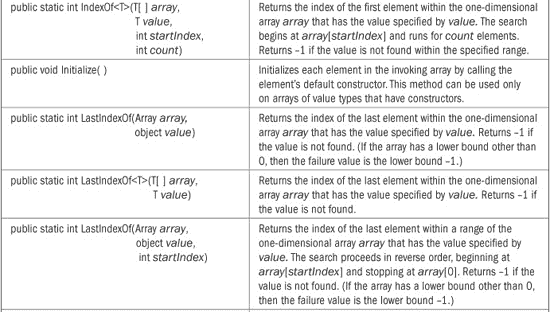 public static int IndexOf<T>(T[ ] array,
T value,
int startIndex,
int count)
Returns the index of the first element within the one-dimensional
array array that has the value specified by value. The search
begins at array[startIndex] and runs for count elements.
Returns –1 if the value is not found within the specified range.
public void Initialize( )
Initializes each element in the invoking array by calling the
element's default constructor. This method can be used only
on arrays of value types that have constructors.
public static int LastIndexOf(Array array,
object value)
Returns the index of the last element within the one-dimensional
array array that has the value specified by value. Returns –1 if
the value is not found. (If the array has a lower bound other than
0, then the failure value is the lower bound –1.)
public static int LastIndexOf<T>(T[ ] array,
T value)
Returns the index of the last element within the one-dimensional
array array that has the value specified by value. Returns –1 if
the value is not found.
public static int LastIndexOf(Array array,
object value,
int startIndex)
Returns the index of the last element within a range of the
one-dimensional array array that has the value specified by
value. The search proceeds in reverse order, beginning at
array[startIndex] and stopping at array[0]. Returns –1 if the
value is not found. (If the array has a lower bound other than 0,
then the failure value is the lower bound –1.)